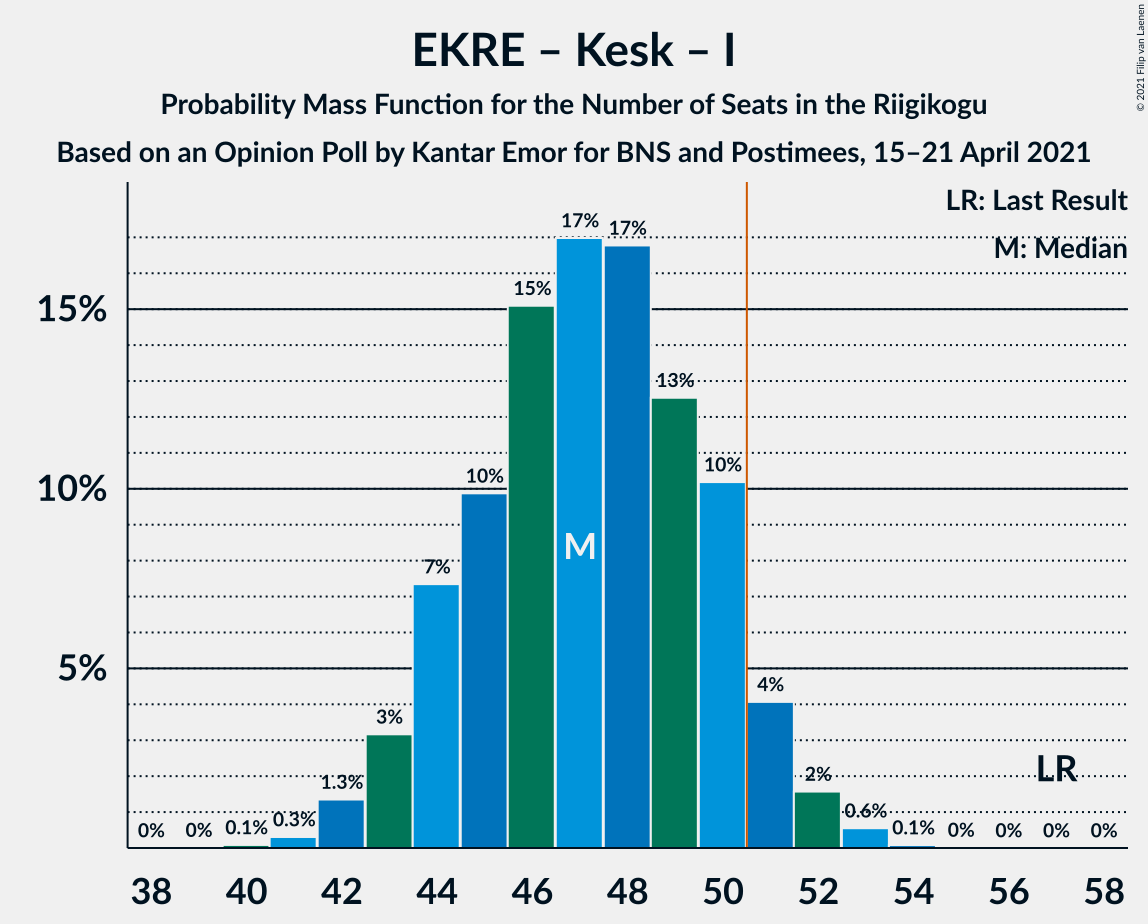 EKRE – Kesk – I
Probability Mass Function for the Number of Seats in the Riigikogu
Based on an Opinion Poll by Kantar Emor for BNS and Postimees, 15–21 April 2021
© 2021 Filip van Laenen
LR: Last Result
M: Median
15%
10%
5%
0%
0%
0.1%
0.3%
1.3%
3%
7%
10%
15%
17%
17%
13%
10%
4%
2%
0.6%
0.1%
0%
0%
0%
0%
M
LR
38 40 42 44 46 48 50 52 54 56 58